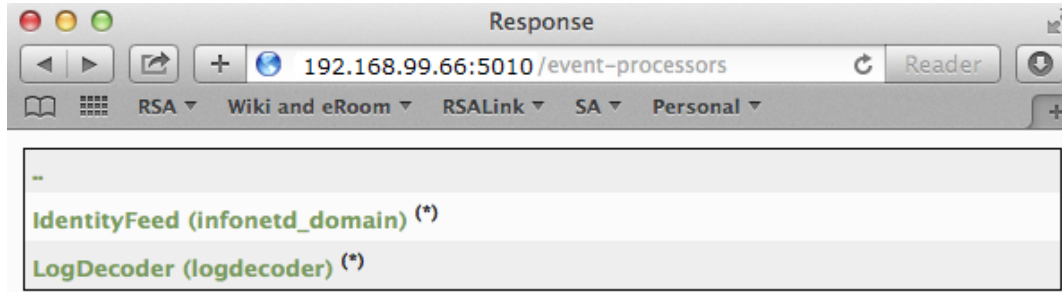 Response
192.168.99.66:5010/event-processors Reader
RSA Wiki and eRoom RSALink SA Personal
..
IdentityFeed (infonetd_domain) (*)
LogDecoder (logdecoder) (*)